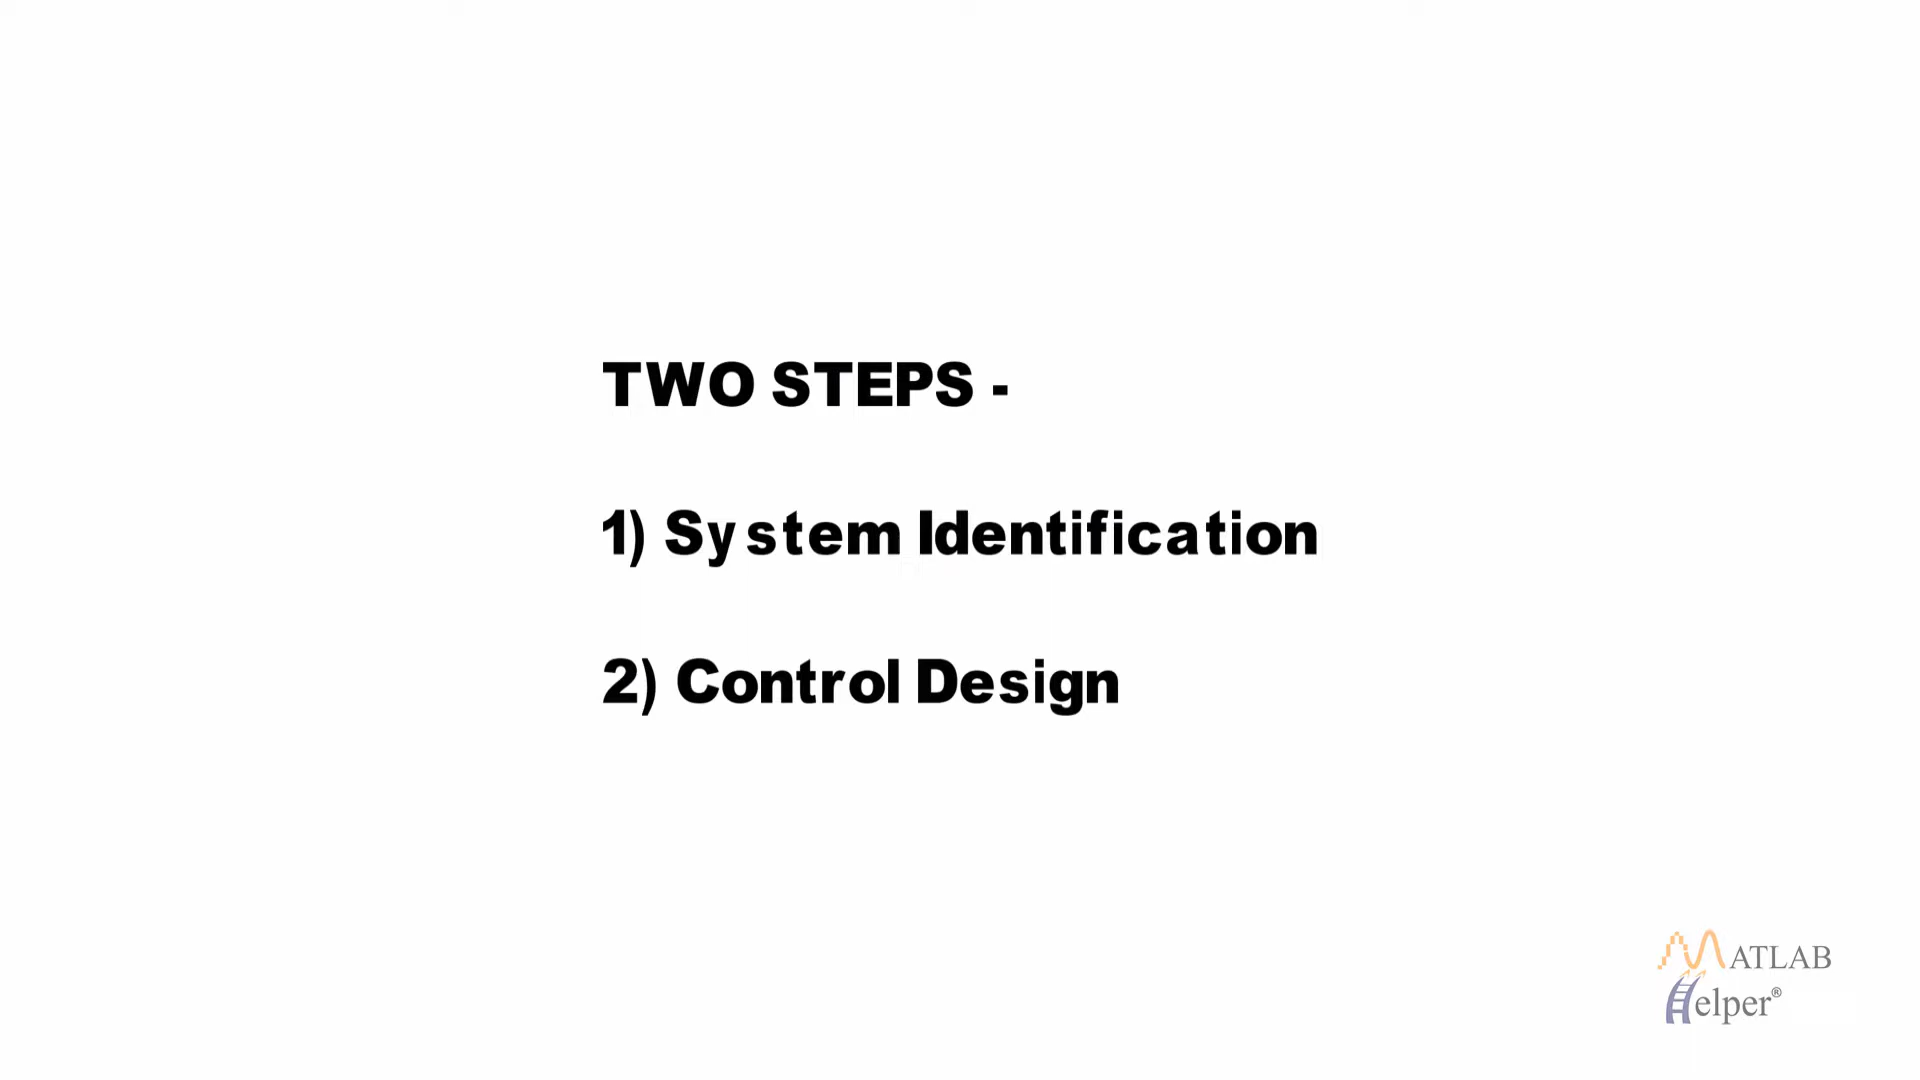 TWO STEPS -
1) System Identification
2) Control Design
MATLAB
Helper®